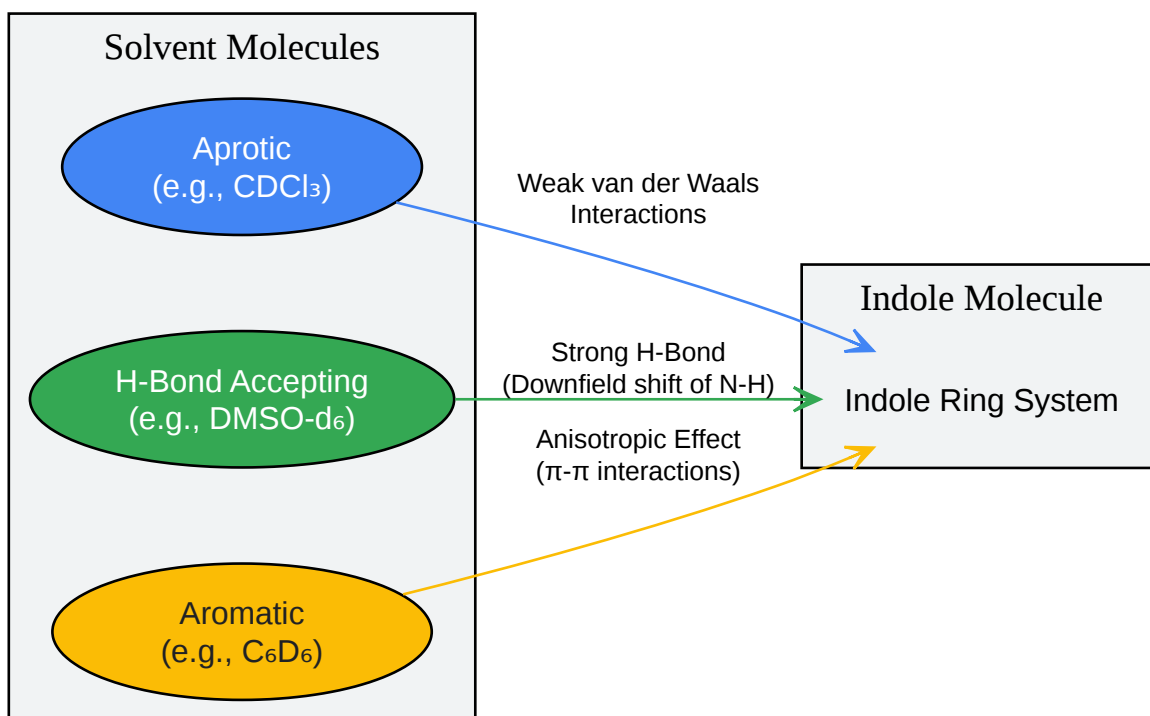 Solvent Molecules
Aprotic
(e.g., CDCl₃)
Weak van der Waals
Interactions
Indole Molecule
H-Bond Accepting
(e.g., DMSO-d₆)
Strong H-Bond
(Downfield shift of N-H)
Indole Ring System
Anisotropic Effect
(π-π interactions)
Aromatic
(e.g., C₆D₆)